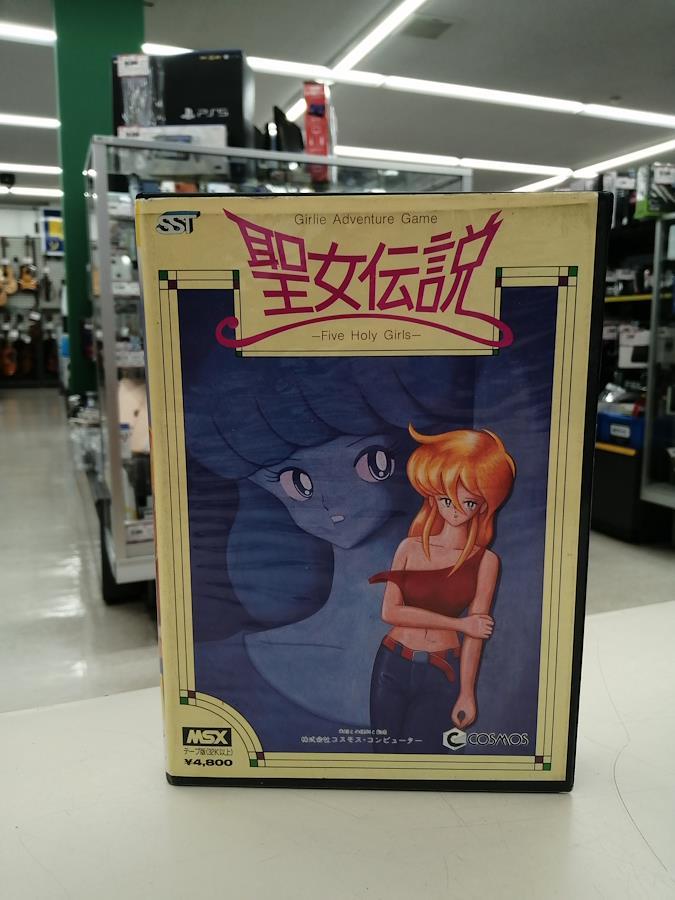 PS5
SST
Girlie Adventure Game
聖女伝説
—Five Holy Girls—
MSX
テープ版(32K以上)
¥4,800
株式会社コスモス・コンピューター
COSMOS